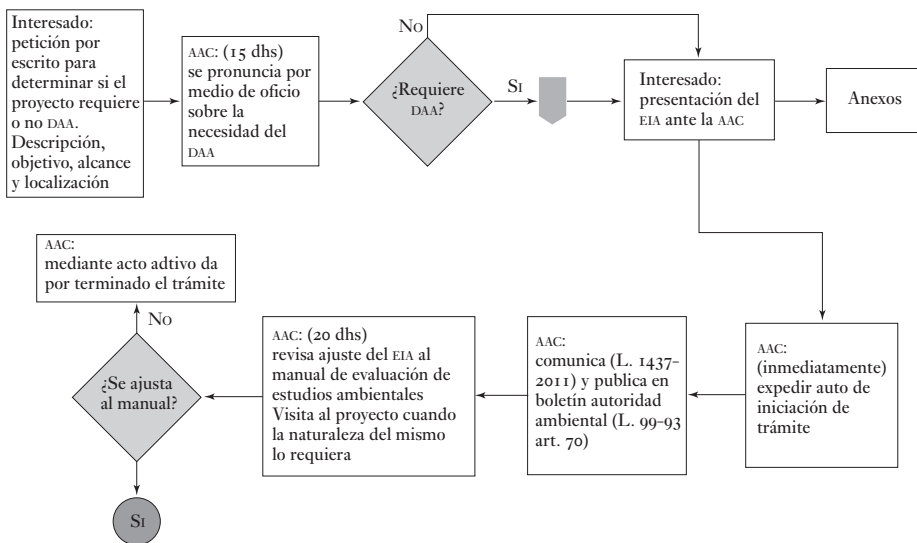 Interesado:
petición por
escrito para
determinar si el
proyecto requiere
o no DAA.
Descripción,
objetivo, alcance
y localización
AAC: (15 dhs)
se pronuncia por
medio de oficio
sobre la
necesidad del
DAA
¿Requiere
DAA?
No
Si
Interesado:
presentación del
EIA ante la AAC
Anexos
AAC:
(inmediatamente)
expedir auto de
iniciación de
trámite
AAC:
comunica (L. 1437-
2011) y publica en
boletín autoridad
ambiental (L. 99-93
art. 70)
AAC: (20 dhs)
revisa ajuste del EIA al
manual de evaluación de
estudios ambientales
Visita al proyecto cuando
la naturaleza del mismo
lo requiera
¿Se ajusta
al manual?
No
AAC:
mediante acto adtivo da
por terminado el trámite
Si